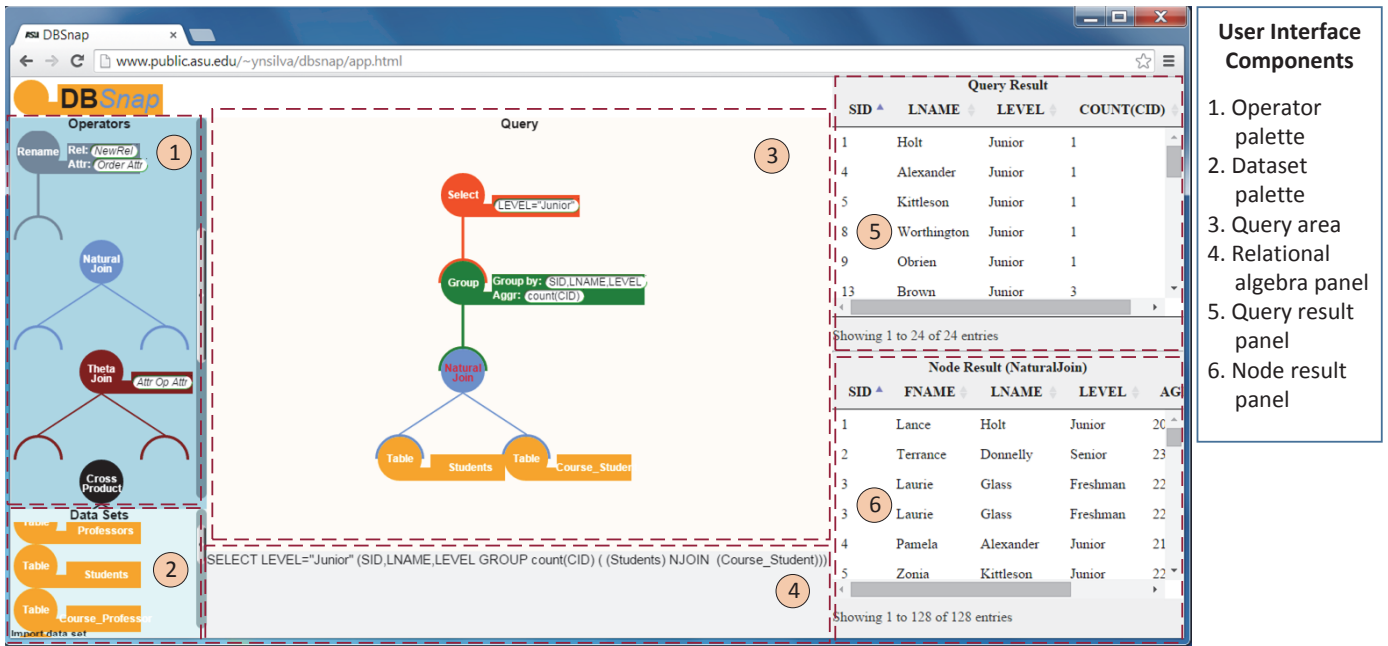 ASU DBSnap ×
www.public.asu.edu/~ynsilva/dbsnap/app.html
DBSnap
Operators
Rename Rel: NewRel
Attr: Order Attr
1
Natural
Join
Theta
Join Attr Op Attr
Cross
Product
Data Sets
Table Professors
Table Students
2
Table Course_Professor
Import data set
Query
3
Select LEVEL="Junior"
Group Group by: SID,LNAME,LEVEL
Aggr: count(CID)
Natural
Join
Table Students Table Course_Studen
SELECT LEVEL="Junior" (SID,LNAME,LEVEL GROUP count(CID) ( (Students) NJOIN (Course_Student)))
4
Query Result
SID LNAME LEVEL COUNT(CID)
1 Holt Junior 1
4 Alexander Junior 1
5 Kittleson Junior 1
5
8 Worthington Junior 1
9 Obrien Junior 1
13 Brown Junior 3
Showing 1 to 24 of 24 entries
Node Result (NaturalJoin)
SID FNAME LNAME LEVEL AG
1 Lance Holt Junior 20
2 Terrance Donnelly Senior 23
3 Laurie Glass Freshman 22
6
3 Laurie Glass Freshman 22
4 Pamela Alexander Junior 21
5 Zonia Kittleson Junior 22
Showing 1 to 128 of 128 entries
User Interface
Components
1. Operator
palette
2. Dataset
palette
3. Query area
4. Relational
algebra panel
5. Query result
panel
6. Node result
panel